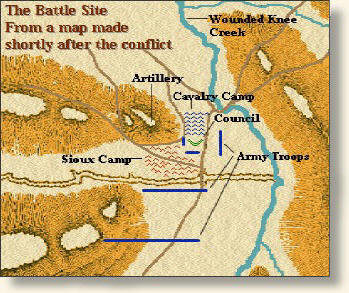 The Battle Site
From a map made
shortly after the conflict
Wounded Knee
Creek
Artillery
Cavalry Camp
Council
Sioux Camp
Army Troops